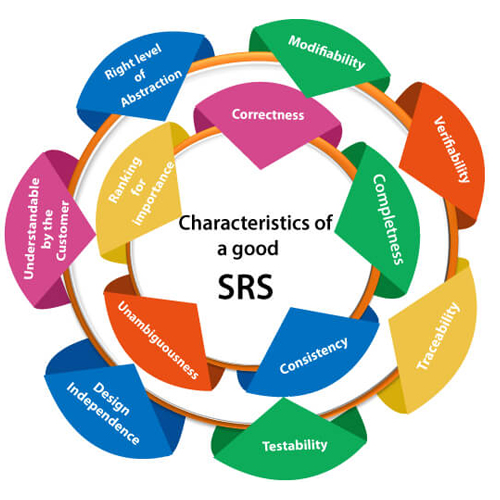 Characteristics of
a good
SRS
Correctness
Completness
Consistency
Unambiguousness
Ranking
for
Importance
Modifiability
Verifiability
Traceability
Testability
Design
Independence
Understandable
by the
Customer
Right level
of
Abstraction